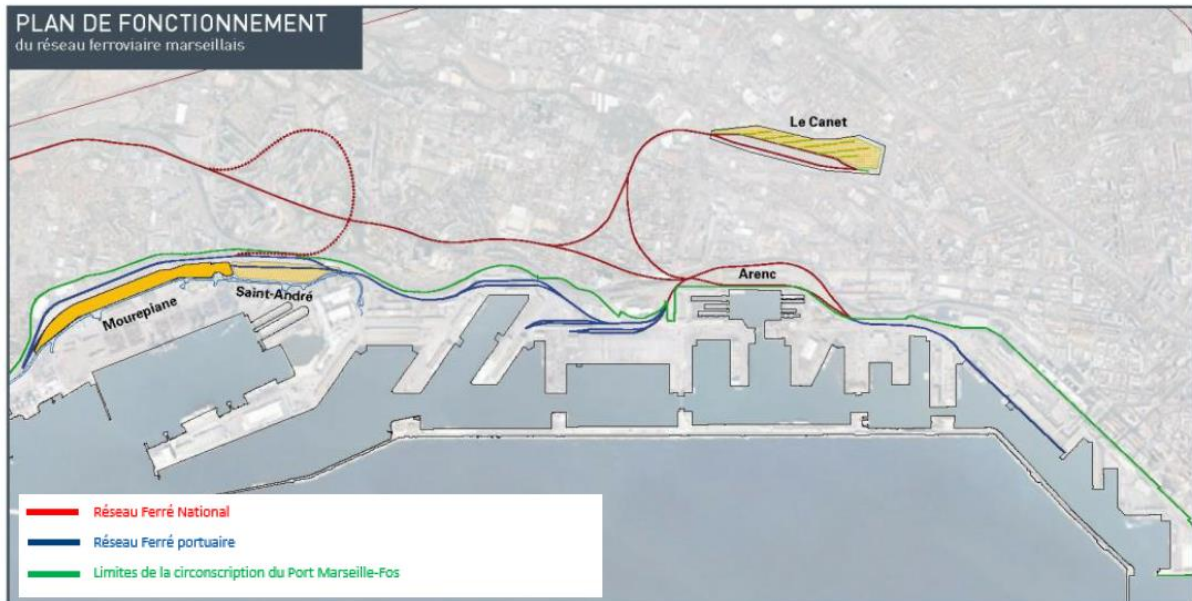 PLAN DE FONCTIONNEMENT
du réseau ferroviaire marseillais
Le Canet
Arenc
Saint-André
Mourepiane
Réseau Ferré National
Réseau Ferré portuaire
Limites de la circonscription du Port Marseille-Fos